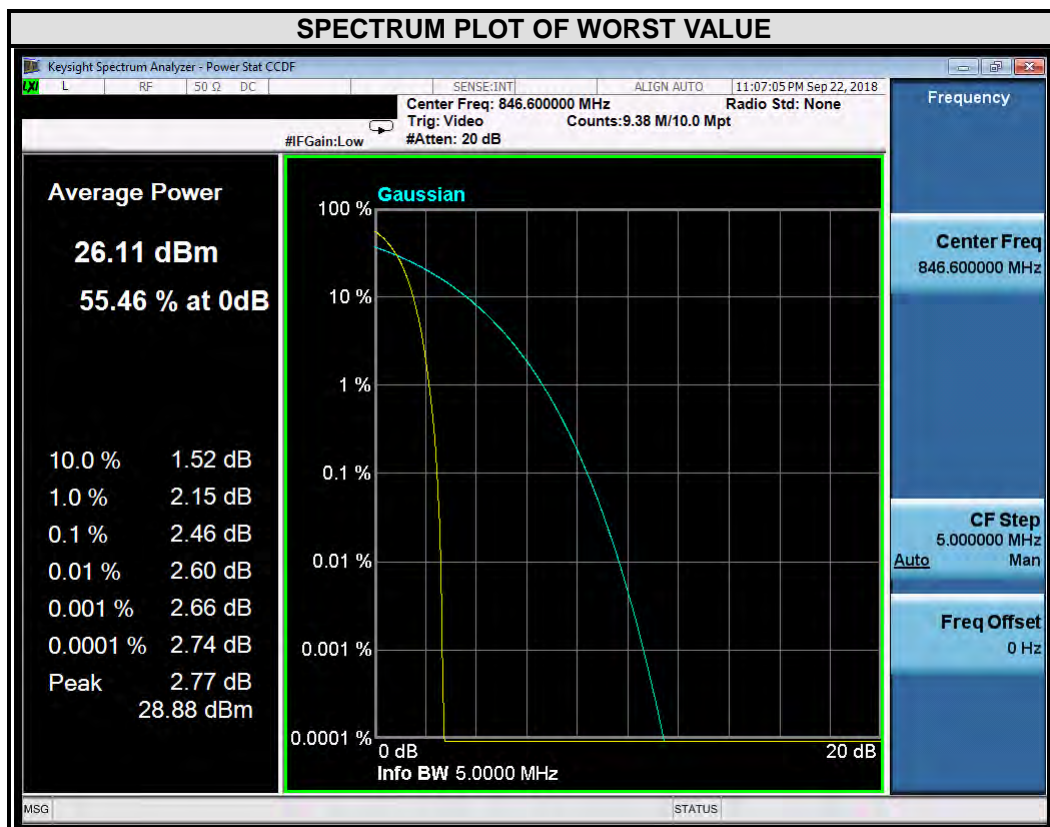 SPECTRUM PLOT OF WORST VALUE
Keysight Spectrum Analyzer - Power Stat CCDF
LXI L RF 50 Ω DC SENSE:INT ALIGN AUTO 11:07:05 PM Sep 22, 2018
Center Freq: 846.600000 MHz Radio Std: None
Trig: Video Counts:9.38 M/10.0 Mpt
#IFGain:Low #Atten: 20 dB
Frequency
Average Power
26.11 dBm
55.46 % at 0dB
10.0 % 1.52 dB
1.0 % 2.15 dB
0.1 % 2.46 dB
0.01 % 2.60 dB
0.001 % 2.66 dB
0.0001 % 2.74 dB
Peak 2.77 dB
28.88 dBm
Gaussian
100 %
10 %
1 %
0.1 %
0.01 %
0.001 %
0.0001 %
0 dB 20 dB
Info BW 5.0000 MHz
Center Freq
846.600000 MHz
CF Step
5.000000 MHz
Auto Man
Freq Offset
0 Hz
MSG STATUS